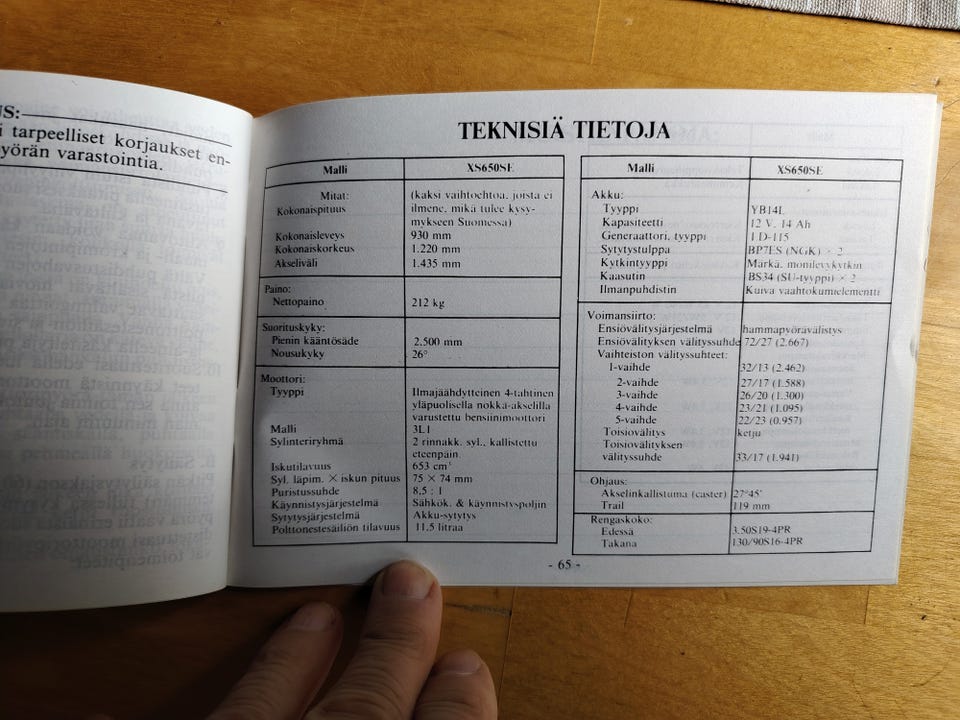 US:
i tarpeelliset korjaukset en-
yörän varastointia.
TEKNISIÄ TIETOJA
Malli XS650SE
Mitat: (kaksi vaihtoehtoa, joista ei
Kokonaispituus ilmene, mikä tulee kysy-
mykseen Suomessa)
Kokonaisleveys 930 mm
Kokonaiskorkeus 1.220 mm
Akseliväli 1.435 mm
Paino:
Nettopaino 212 kg
Suorituskyky:
Pienin kääntösäde 2.500 mm
Nousukyky 26°
Moottori:
Tyyppi Ilmajäähdytteinen 4-tahtinen
yläpuolisella nokka-akselilla
varustettu bensiinimoottori
Malli 3L1
Sylinteriryhmä 2 rinnakk. syl., kallistettu
eteenpäin
Iskutilavuus 653 cm³
Syl. läpim. × iskun pituus 75 × 74 mm
Puristussuhde 8,5 : 1
Käynnistysjärjestelmä Sähkök. & käynnistyspoljin
Sytytysjärjestelmä Akku-sytytys
Polttonestesäiliön tilavuus 11,5 litraa
Malli XS650SE
Akku:
Tyyppi YB14L
Kapasiteetti 12 V, 14 Ah
Generaattori, tyyppi LD-115
Sytytystulppa BP7ES (NGK) × 2
Kytkintyyppi Märkä, monilevykytkin
Kaasutin BS34 (SU-tyyppi) × 2
Ilmanpuhdistin Kuiva vaahtokumielementti
Voimansiirto:
Ensiövälitysjärjestelmä hammapyörävälistys
Ensiövälityksen välityssuhde 72/27 (2.667)
Vaihteiston välityssuhteet:
1-vaihde 32/13 (2.462)
2-vaihde 27/17 (1.588)
3-vaihde 26/20 (1.300)
4-vaihde 23/21 (1.095)
5-vaihde 22/23 (0.957)
Toisiovälitys ketju
Toisiovälityksen
välityssuhde 33/17 (1.941)
Ohjaus:
Akselinkallistuma (caster) 27°45'
Trail 119 mm
Rengaskoko:
Edessä 3.50S19-4PR
Takana 130/90S16-4PR
- 65 -